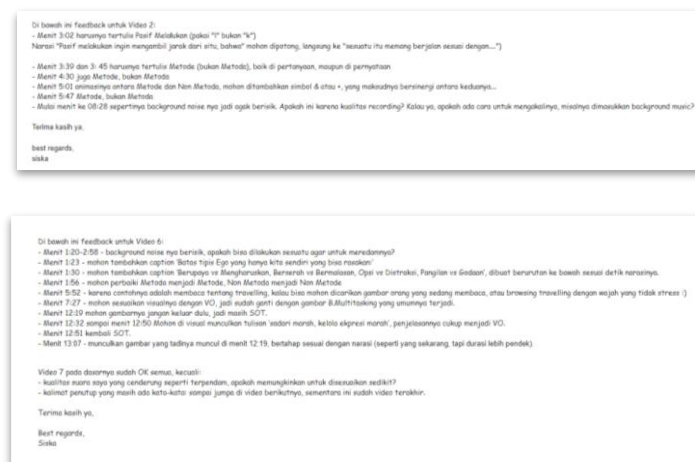 Di bawah ini feedback untuk Video 2:
- Menit 3:02 harusnya tertulis Pasif Melakukan (pakai "l" bukan "k")
Narasi "Pasif melakukan ingin mengambil jarak dari situ, bahwa" mohon dipotong, langsung ke "sesuatu itu memang berjalan sesuai dengan...")
- Menit 3:39 dan 3: 45 harusnya tertulis Metode (bukan Metoda), baik di pertanyaan, maupun di pernyataan
- Menit 4:30 juga Metode, bukan Metoda
- Menit 5:01 animasinya antara Metode dan Non Metode, mohon ditambahkan simbol & atau +, yang maksudnya bersinergi antara keduanya...
- Menit 5:47 Metode, bukan Metoda
- Mulai menit ke 08:28 sepertinya background noise nya jadi agak berisik. Apakah ini karena kualitas recording? Kalau ya, apakah ada cara untuk mengakalinya, misalnya dimasukkan background music?
Terima kasih ya,
best regards,
siska
Di bawah ini feedback untuk Video 6:
- Menit 1:20-2:58 - background noise nya berisik, apakah bisa dilakukan sesuatu agar untuk meredamnya?
- Menit 1:23 - mohon tambahkan caption 'Batas tipis Ego yang hanya kita sendiri yang bisa rasakan'
- Menit 1:30 - mohon tambahkan caption 'Berupaya vs Mengharuskan, Berserah vs Bermalasan, Opsi vs Distraksi, Pangilan vs Godaan', dibuat berurutan ke bawah sesuai detik narasinya.
- Menit 1:56 - mohon perbaiki Metoda menjadi Metode, Non Metoda menjadi Non Metode
- Menit 5:52 - karena contohnya adalah membaca tentang travelling, kalau bisa mohon dicarikan gambar orang yang sedang membaca, atau browsing travelling dengan wajah yang tidak stress :)
- Menit 7:27 - mohon sesuaikan visualnya dengan VO, jadi sudah ganti dengan gambar B.Multitasking yang umumnya terjadi.
- Menit 12:19 mohon gambarnya jangan keluar dulu, jadi masih SOT.
- Menit 12:32 sampai menit 12:50 Mohon di visual munculkan tulisan 'sadari marah, kelola ekpresi marah', penjelasannya cukup menjadi VO.
- Menit 12:51 kembali SOT.
- Menit 13:07 - munculkan gambar yang tadinya muncul di menit 12:19, bertahap sesuai dengan narasi (seperti yang sekarang, tapi durasi lebih pendek)
Video 7 pada dasarnya sudah OK semua, kecuali:
- kualitas suara saya yang cenderung seperti terpendam, apakah memungkinkan untuk disesuaikan sedikit?
- kalimat penutup yang masih ada kata-kata: sampai jumpa di video berikutnya, sementara ini sudah video terakhir.
Terima kasih ya,
Best regards,
Siska